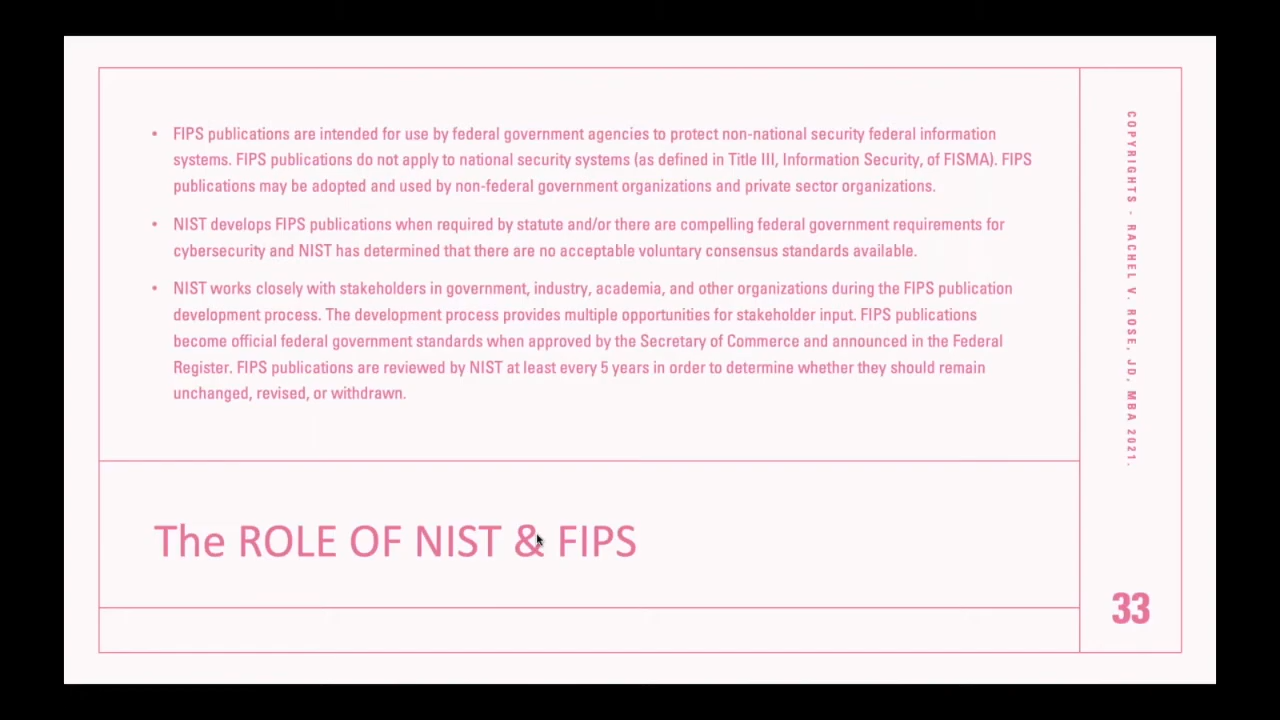 • FIPS publications are intended for use by federal government agencies to protect non-national security federal information
systems. FIPS publications do not apply to national security systems (as defined in Title III, Information Security, of FISMA). FIPS
publications may be adopted and used by non-federal government organizations and private sector organizations.
• NIST develops FIPS publications when required by statute and/or there are compelling federal government requirements for
cybersecurity and NIST has determined that there are no acceptable voluntary consensus standards available.
• NIST works closely with stakeholders in government, industry, academia, and other organizations during the FIPS publication
development process. The development process provides multiple opportunities for stakeholder input. FIPS publications
become official federal government standards when approved by the Secretary of Commerce and announced in the Federal
Register. FIPS publications are reviewed by NIST at least every 5 years in order to determine whether they should remain
unchanged, revised, or withdrawn.
The ROLE OF NIST & FIPS
COPYRIGHTS - RACHEL V. ROSE, JD, MBA 2021.
33